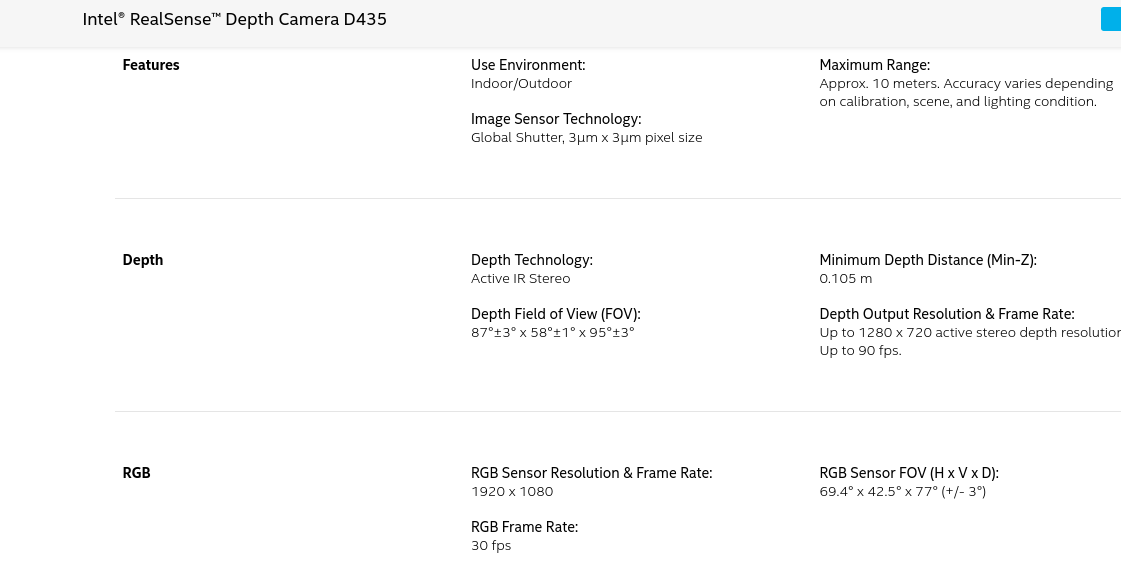 Intel® RealSense™ Depth Camera D435
Features
Use Environment:
Indoor/Outdoor
Image Sensor Technology:
Global Shutter, 3μm x 3μm pixel size
Maximum Range:
Approx. 10 meters. Accuracy varies depending
on calibration, scene, and lighting condition.
Depth
Depth Technology:
Active IR Stereo
Depth Field of View (FOV):
87°±3° x 58°±1° x 95°±3°
Minimum Depth Distance (Min-Z):
0.105 m
Depth Output Resolution & Frame Rate:
Up to 1280 x 720 active stereo depth resolution
Up to 90 fps.
RGB
RGB Sensor Resolution & Frame Rate:
1920 x 1080
RGB Frame Rate:
30 fps
RGB Sensor FOV (H x V x D):
69.4° x 42.5° x 77° (+/- 3°)